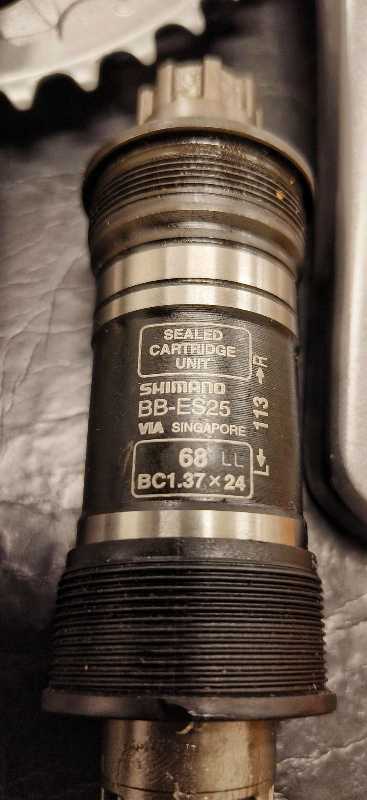 SEALED
CARTRIDGE
UNIT
SHIMANO
BB-ES25
VIA SINGAPORE
68 LL
BC1.37×24
L← 113 →R